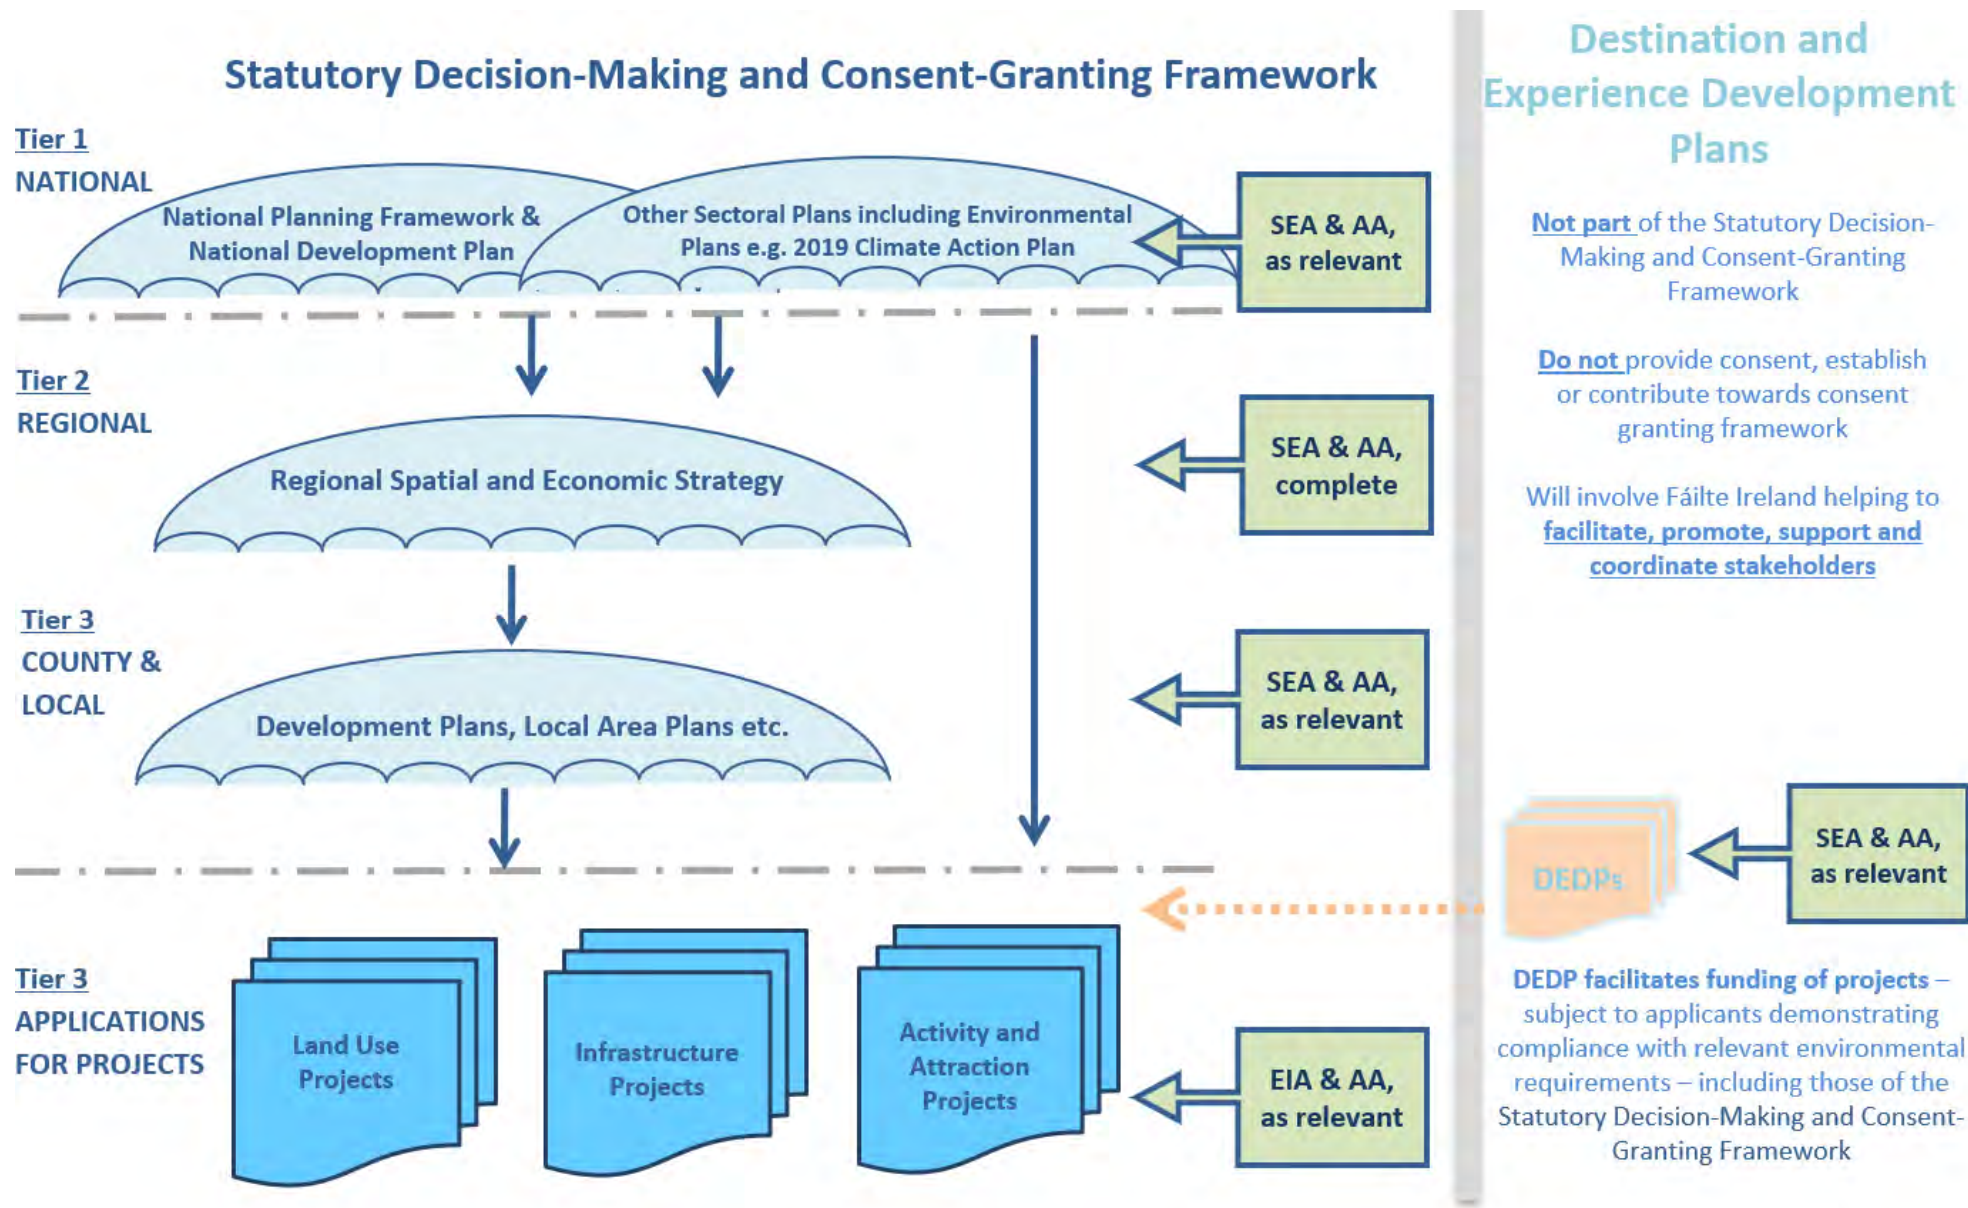 Statutory Decision-Making and Consent-Granting Framework
Tier 1
NATIONAL
National Planning Framework &
National Development Plan
Other Sectoral Plans including Environmental
Plans e.g. 2019 Climate Action Plan
SEA & AA,
as relevant
Tier 2
REGIONAL
Regional Spatial and Economic Strategy
SEA & AA,
complete
Tier 3
COUNTY &
LOCAL
Development Plans, Local Area Plans etc.
SEA & AA,
as relevant
Tier 3
APPLICATIONS
FOR PROJECTS
Land Use
Projects
Infrastructure
Projects
Activity and
Attraction
Projects
EIA & AA,
as relevant
Destination and
Experience Development
Plans
Not part of the Statutory Decision-
Making and Consent-Granting
Framework
Do not provide consent, establish
or contribute towards consent
granting framework
Will involve Fáilte Ireland helping to
facilitate, promote, support and
coordinate stakeholders
DEDPs
SEA & AA,
as relevant
DEDP facilitates funding of projects –
subject to applicants demonstrating
compliance with relevant environmental
requirements – including those of the
Statutory Decision-Making and Consent-
Granting Framework